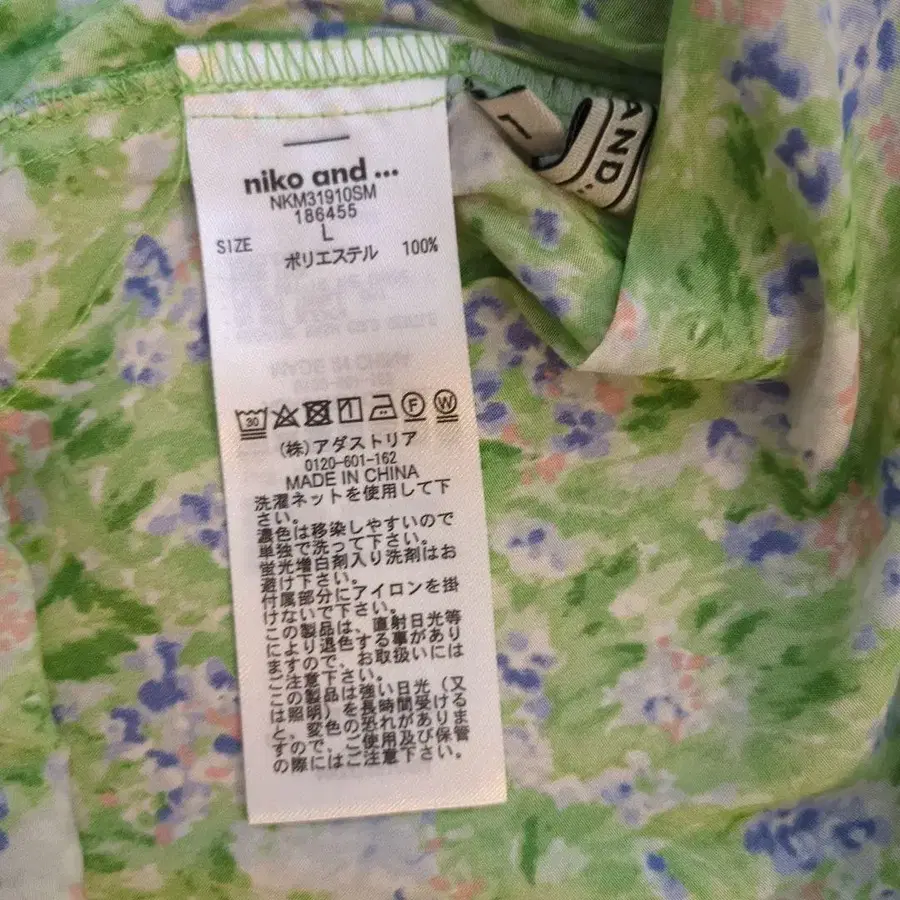 niko and ...
NKM31910SM
186455
SIZE L
ポリエステル 100%
30
F W
(株)アダストリア
0120-601-162
MADE IN CHINA
洗濯ネットを使用して下
さい。
濃色は移染しやすいので
単独で洗って下さい。
蛍光増白剤入り洗剤はお
避け下さい。
付属部分にアイロンを掛
けないで下さい。
この製品は、直射日光等
により退色する事があり
ますので、お取扱いには
ご注意下さい。
この製品は強い日光(又
は照明)を長時間受ける
と、変色の恐れがありま
すので、ご使用及び保管
の際にはご注意下さい。
L
AND